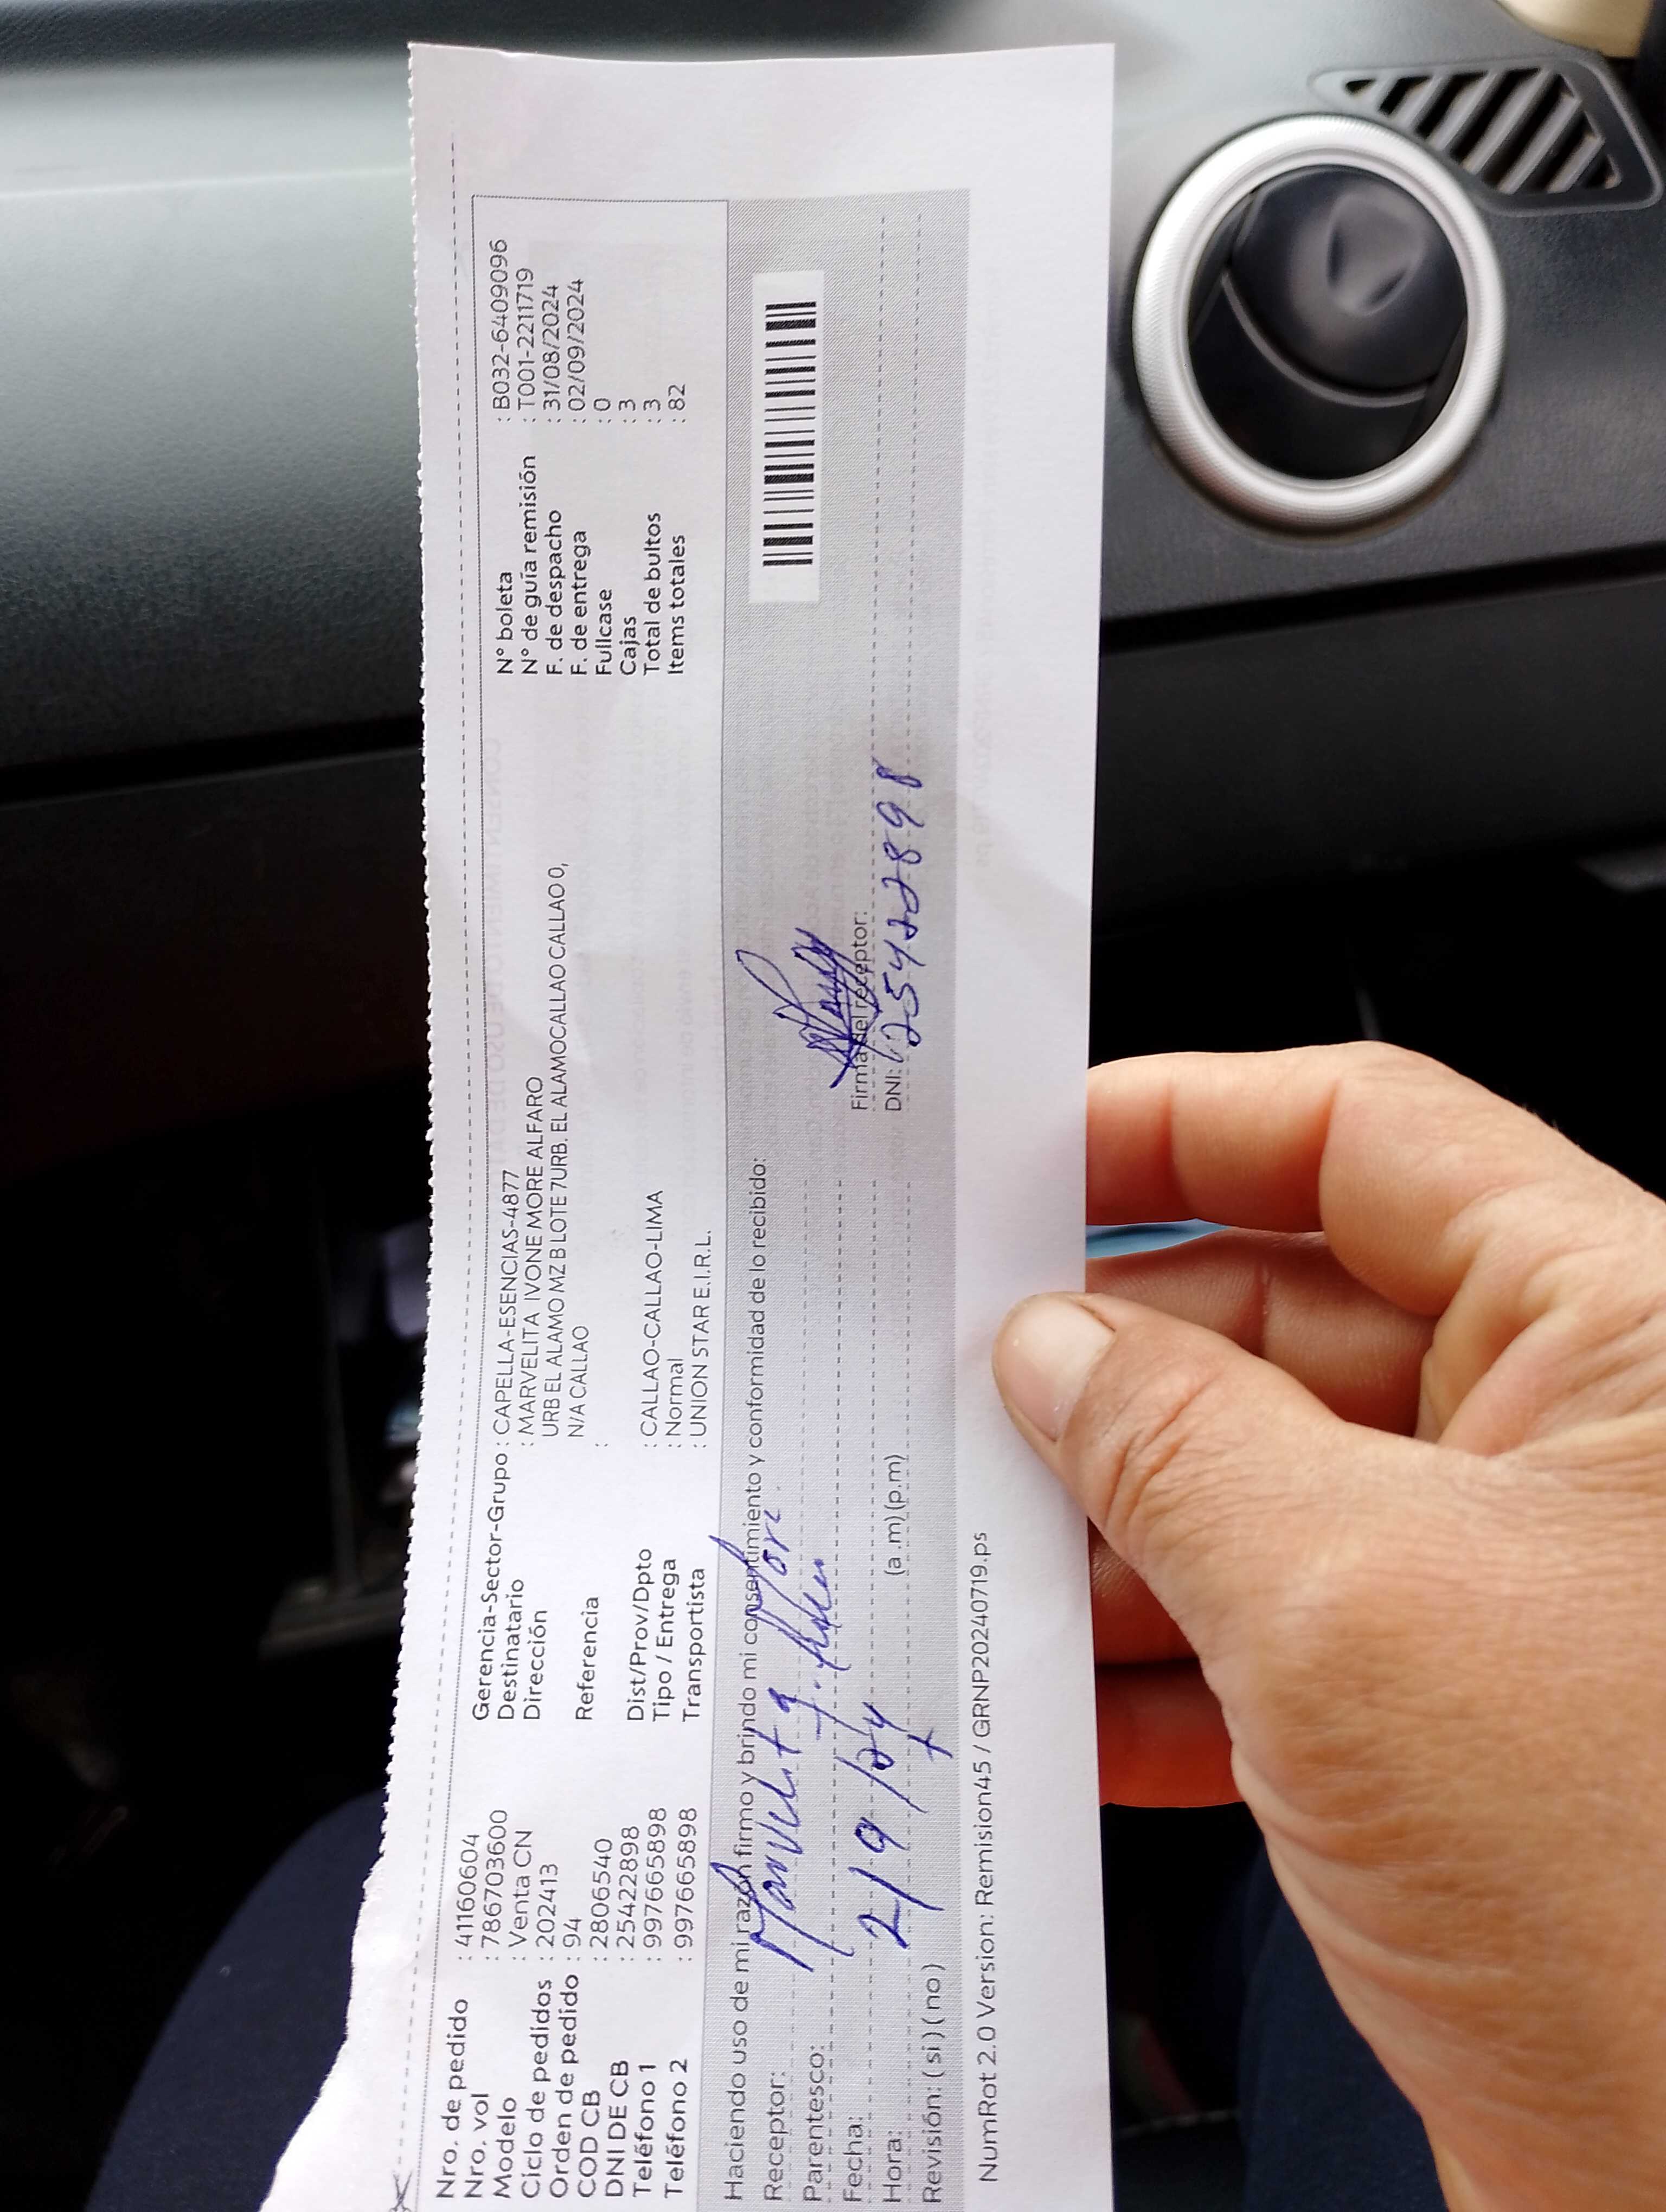 Nro. de pedido : 41160604
Nro. vol : 786703600
Modelo : Venta CN
Ciclo de pedidos : 202413
Orden de pedido : 94
COD CB : 2806540
DNI DE CB : 25422898
Teléfono 1 : 997665898
Teléfono 2 : 997665898
Gerencia-Sector-Grupo : CAPELLA-ESENCIAS-4877
Destinatario : MARVELITA IVONE MORE ALFARO
Dirección URB EL ALAMO MZ B LOTE 7URB. EL ALAMOCALLAO CALLAO 0,
N/A CALLAO
Referencia :
Dist/Prov/Dpto : CALLAO-CALLAO-LIMA
Tipo / Entrega : Normal
Transportista : UNION STAR E.I.R.L.
N° boleta : B032-6409096
N° de guía remisión : T001-2211719
F. de despacho : 31/08/2024
F. de entrega : 02/09/2024
Fullcase : 0
Cajas : 3
Total de bultos : 3
Items totales : 82
Haciendo uso de mi razón firmo y brindo mi consentimiento y conformidad de lo recibido:
Receptor: Marvelita More
Parentesco:
Fecha: 2/9/24
Hora: (a .m) (p.m)
Revisión: ( si ) ( no )
Firma del receptor:
DNI: 25422898
NumRot 2.0 Version: Remision45 / GRNP20240719.ps